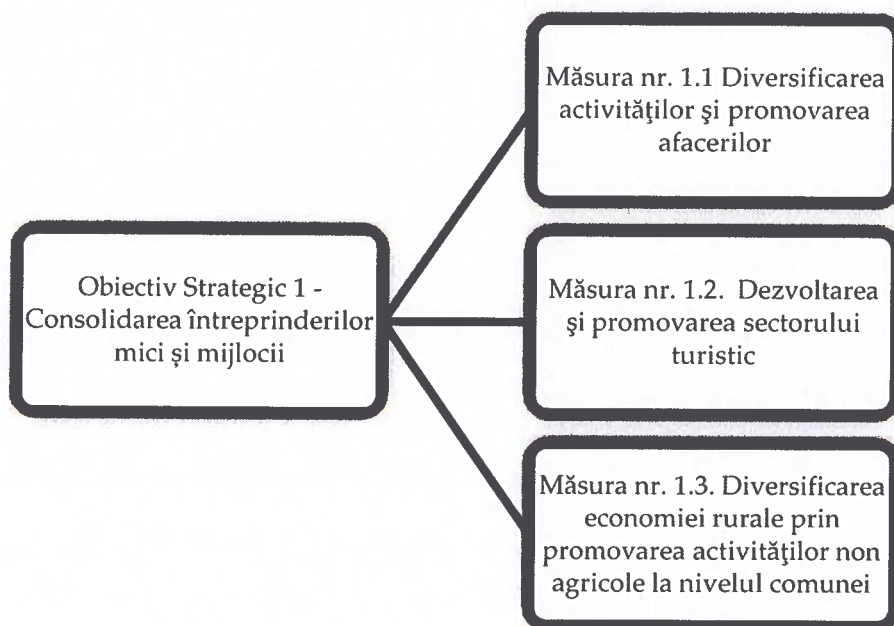 Măsura nr. 1.1 Diversificarea
activităţilor şi promovarea
afacerilor
Obiectiv Strategic 1 -
Consolidarea întreprinderilor
mici și mijlocii
Măsura nr. 1.2. Dezvoltarea
şi promovarea sectorului
turistic
Măsura nr. 1.3. Diversificarea
economiei rurale prin
promovarea activităţilor non
agricole la nivelul comunei